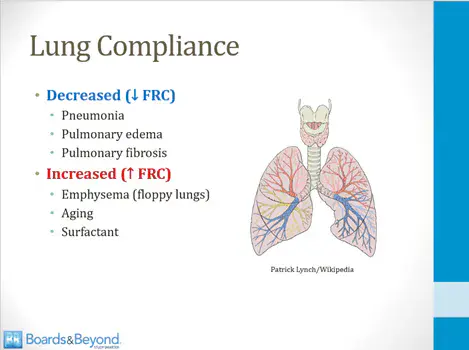 Lung Compliance
• Decreased (↓ FRC)
• Pneumonia
• Pulmonary edema
• Pulmonary fibrosis
• Increased (↑ FRC)
• Emphysema (floppy lungs)
• Aging
• Surfactant
Patrick Lynch/Wikipedia
Boards&Beyond.